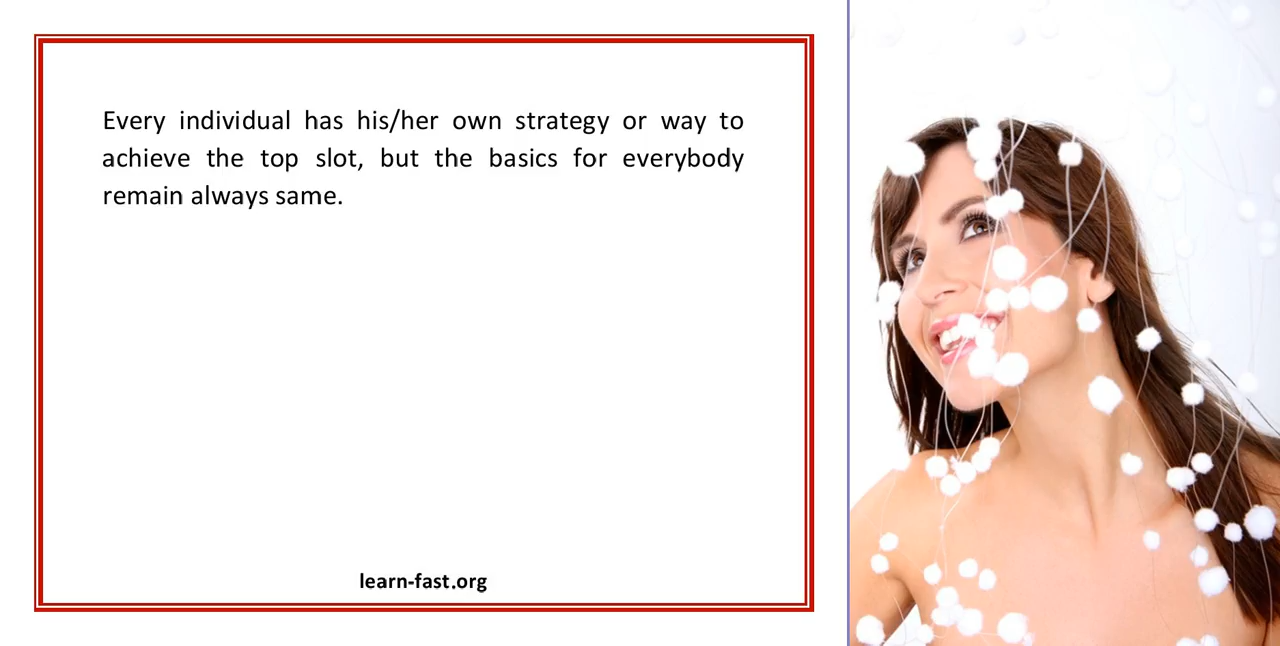 Every individual has his/her own strategy or way to
achieve the top slot, but the basics for everybody
remain always same.
learn-fast.org